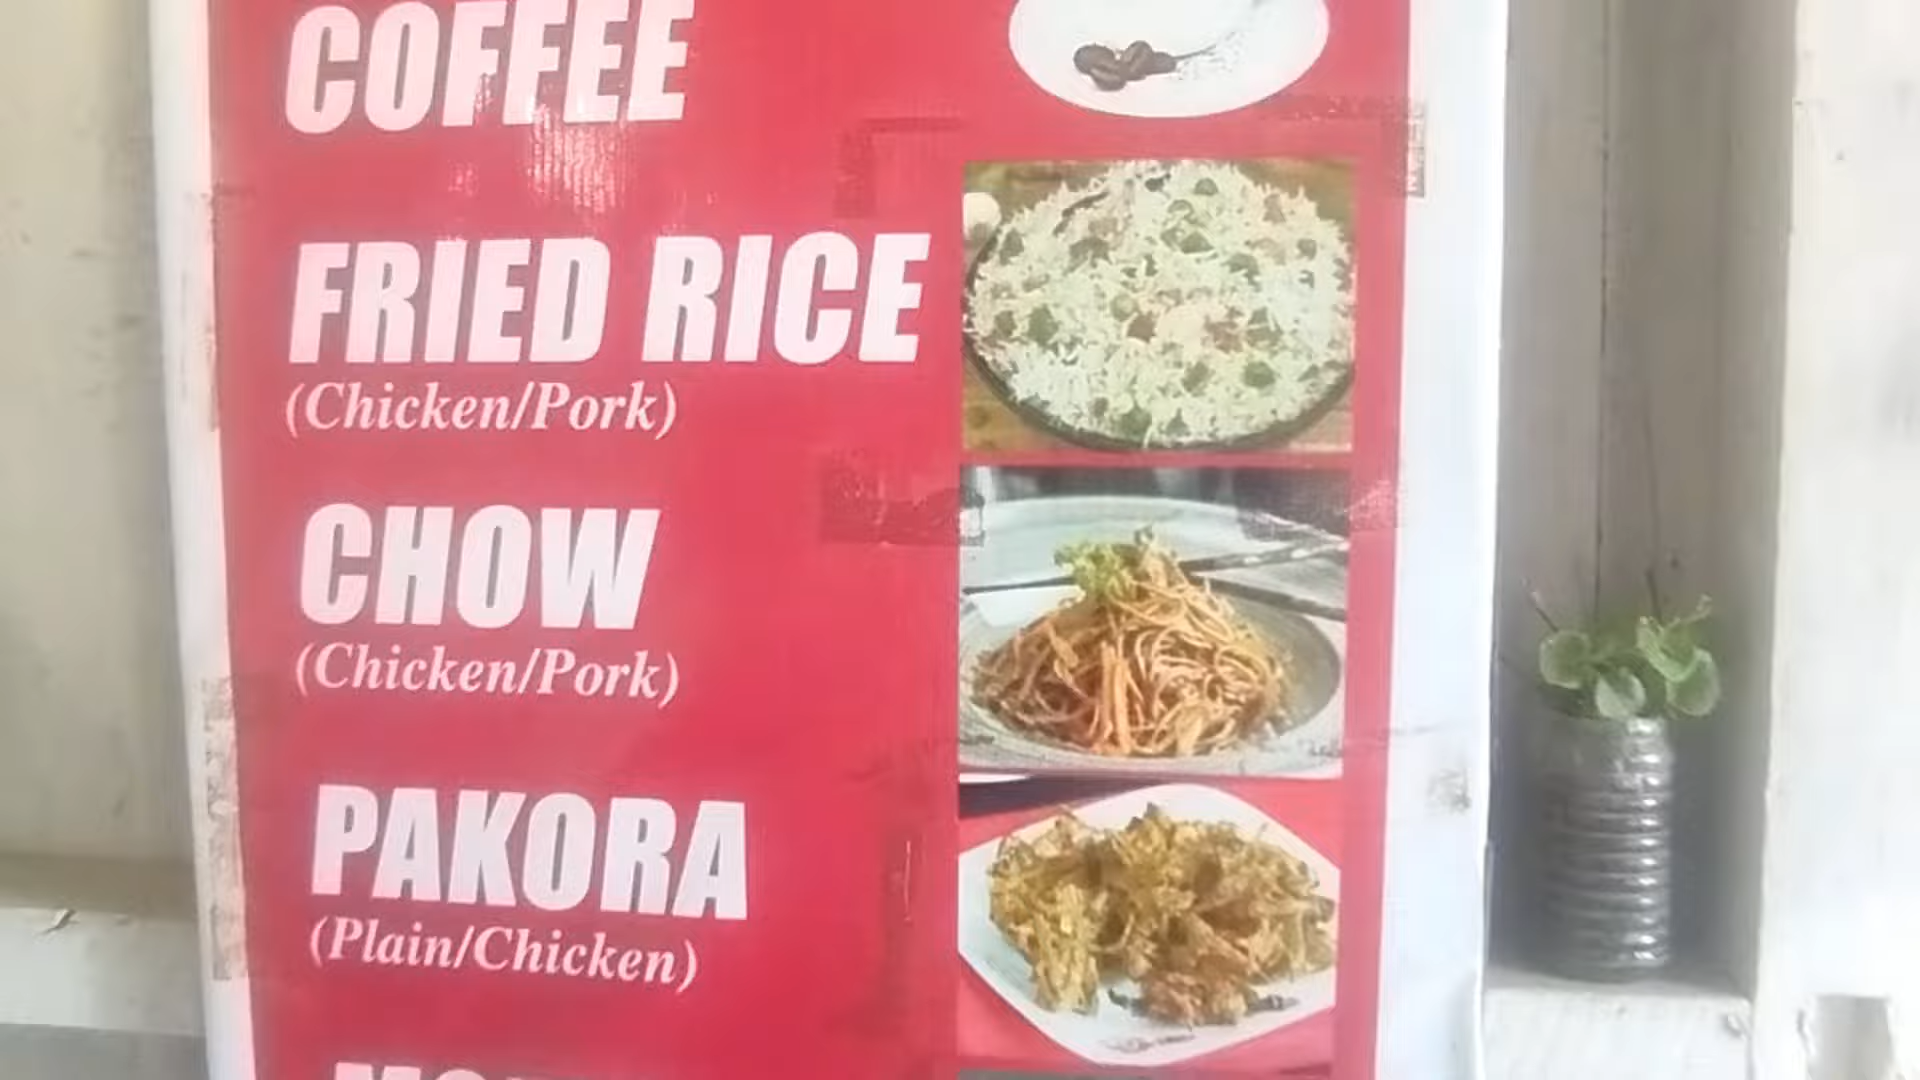 COFFEE
FRIED RICE
(Chicken/Pork)
CHOW
(Chicken/Pork)
PAKORA
(Plain/Chicken)